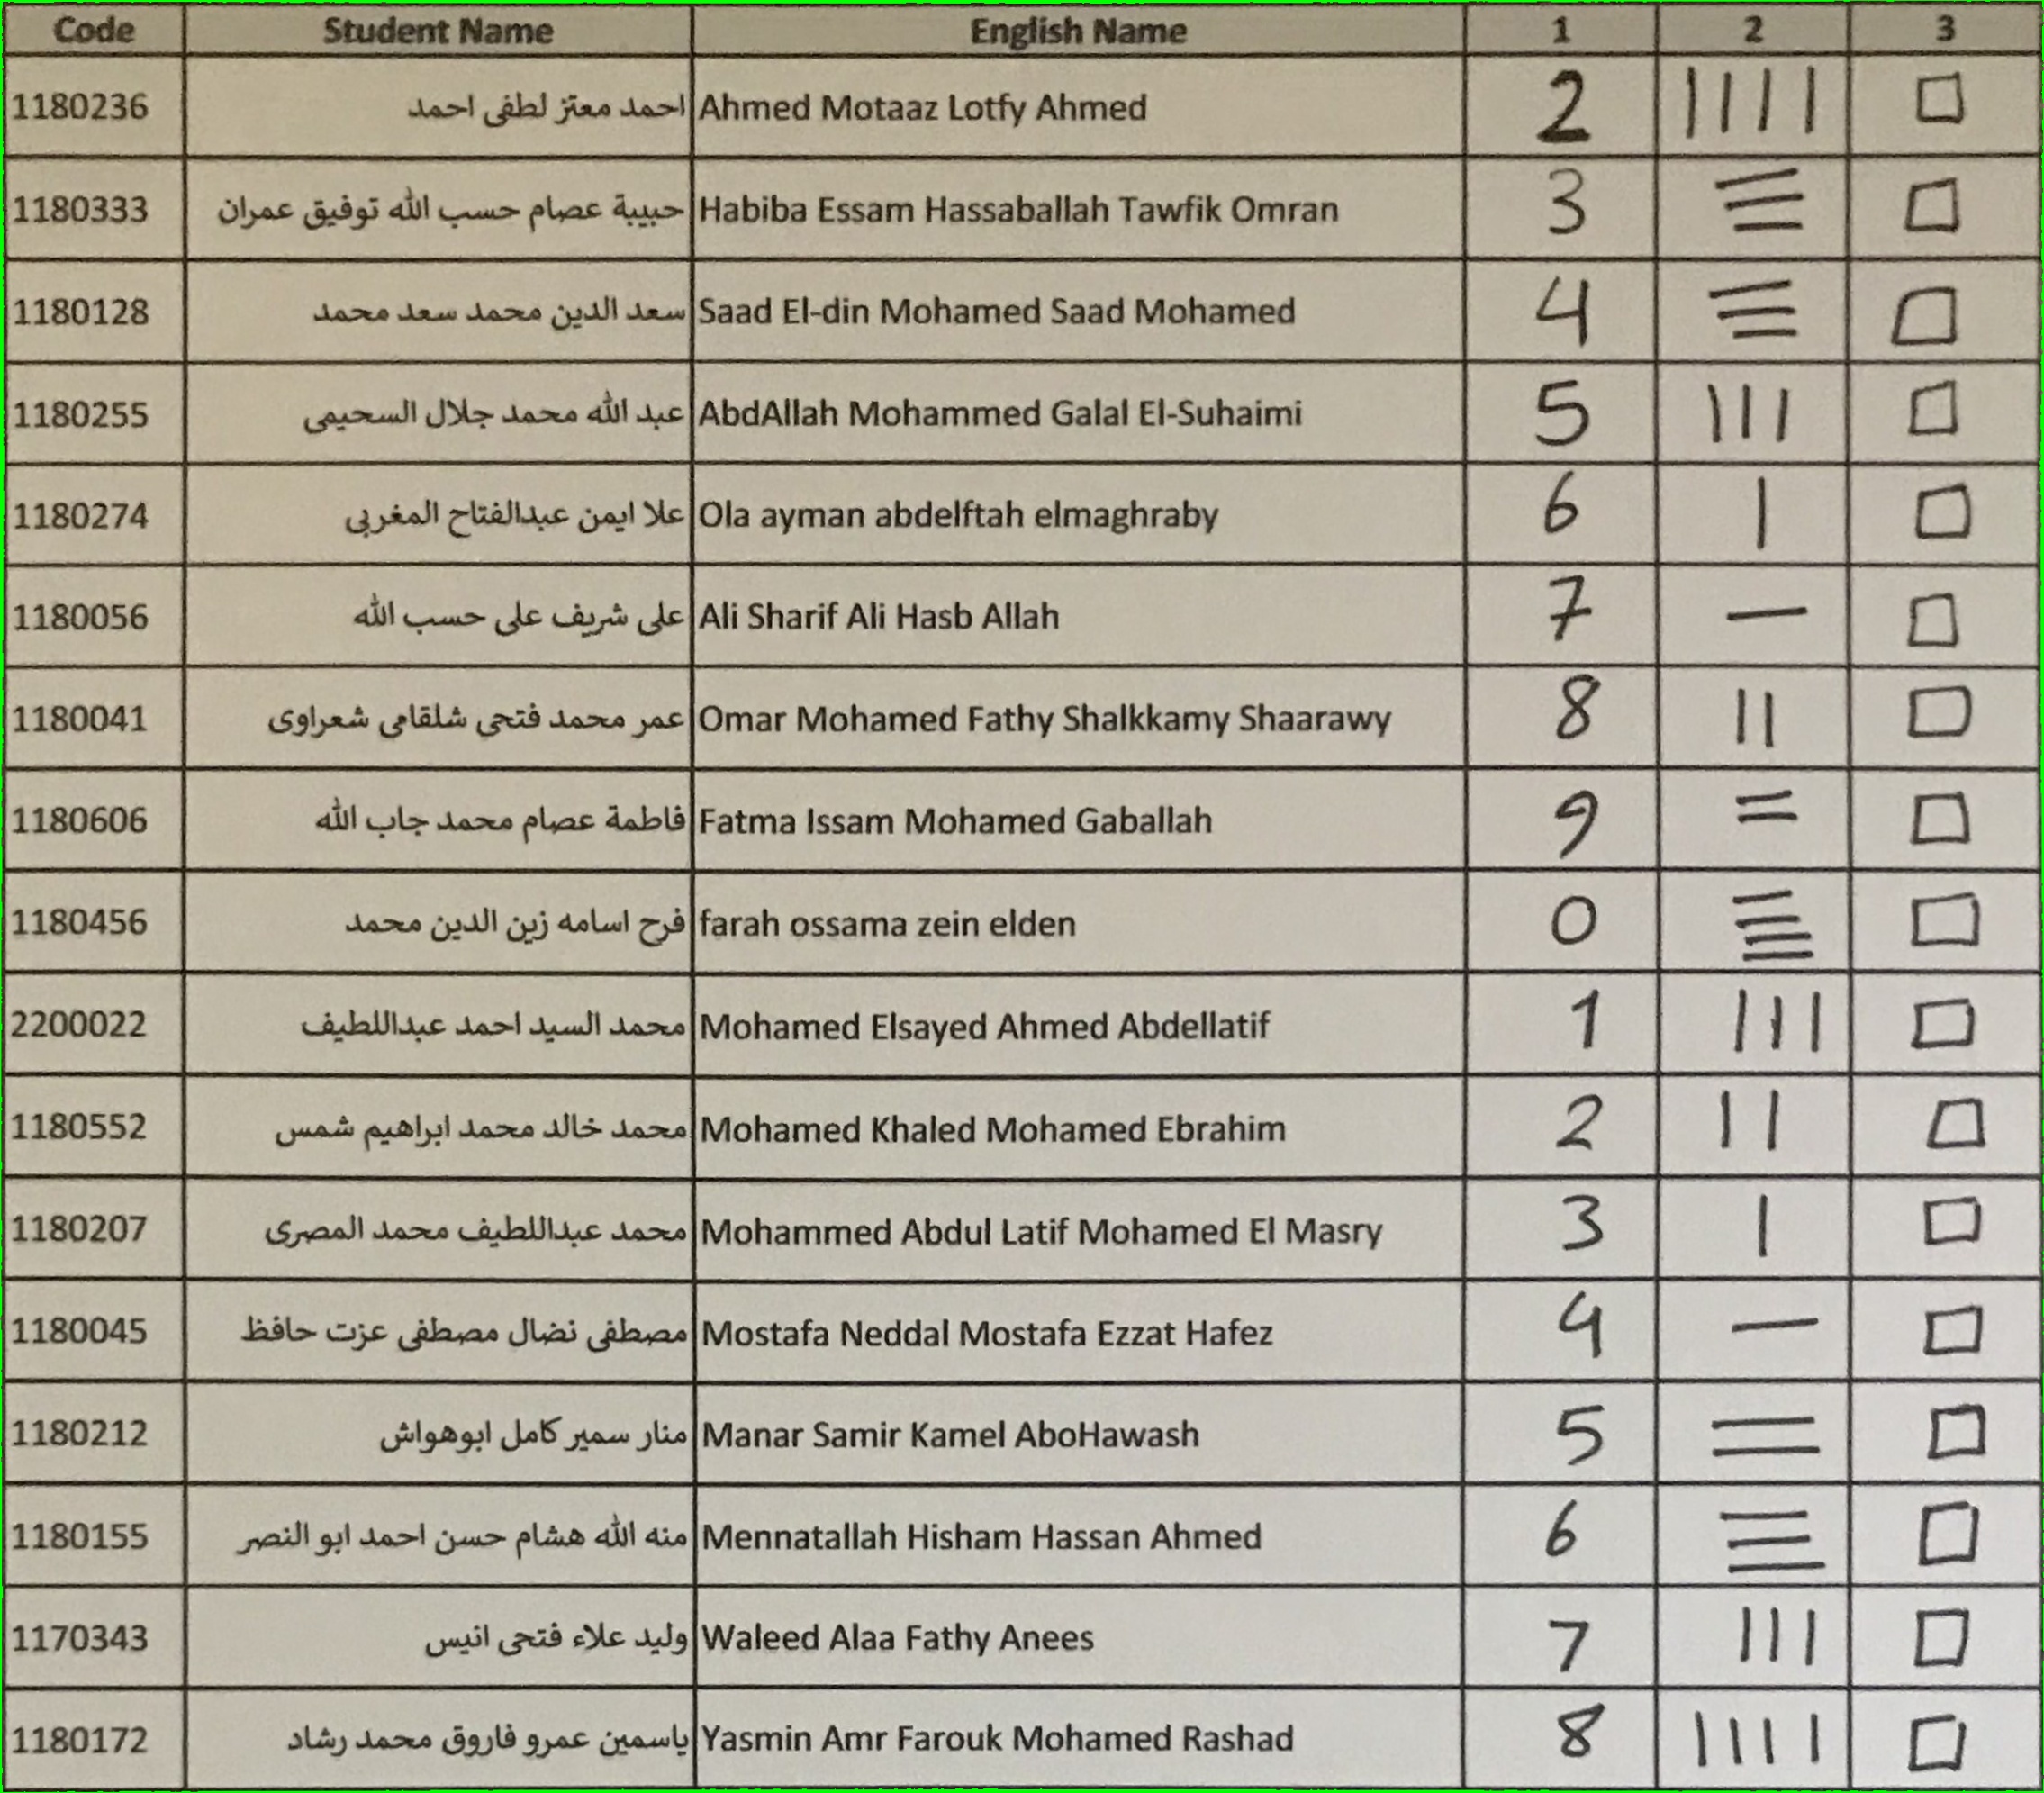 Code Student Name English Name 1 2 3
1180236 احمد معتز لطفى احمد Ahmed Motaaz Lotfy Ahmed 2 |||| □
1180333 حبيبة عصام حسب الله توفيق عمران Habiba Essam Hassaballah Tawfik Omran 3 ☰ □
1180128 سعد الدين محمد سعد محمد Saad El-din Mohamed Saad Mohamed 4 ☰ □
1180255 عبد الله محمد جلال السحيمى AbdAllah Mohammed Galal El-Suhaimi 5 ||| □
1180274 علا ايمن عبدالفتاح المغربى Ola ayman abdelftah elmaghraby 6 | □
1180056 على شريف على حسب الله Ali Sharif Ali Hasb Allah 7 — □
1180041 عمر محمد فتحى شلقامى شعراوى Omar Mohamed Fathy Shalkkamy Shaarawy 8 || □
1180606 فاطمة عصام محمد جاب الله Fatma Issam Mohamed Gaballah 9 = □
1180456 فرح اسامه زين الدين محمد farah ossama zein elden 0 𝍤 □
2200022 محمد السيد احمد عبداللطيف Mohamed Elsayed Ahmed Abdellatif 1 ||| □
1180552 محمد خالد محمد ابراهيم شمس Mohamed Khaled Mohamed Ebrahim 2 || □
1180207 محمد عبداللطيف محمد المصرى Mohammed Abdul Latif Mohamed El Masry 3 | □
1180045 مصطفى نضال مصطفى عزت حافظ Mostafa Neddal Mostafa Ezzat Hafez 4 — □
1180212 منار سمير كامل ابوهواش Manar Samir Kamel AboHawash 5 = □
1180155 منه الله هشام حسن احمد ابو النصر Mennatallah Hisham Hassan Ahmed 6 ☰ □
1170343 وليد علاء فتحى انيس Waleed Alaa Fathy Anees 7 ||| □
1180172 ياسمين عمرو فاروق محمد رشاد Yasmin Amr Farouk Mohamed Rashad 8 |||| □